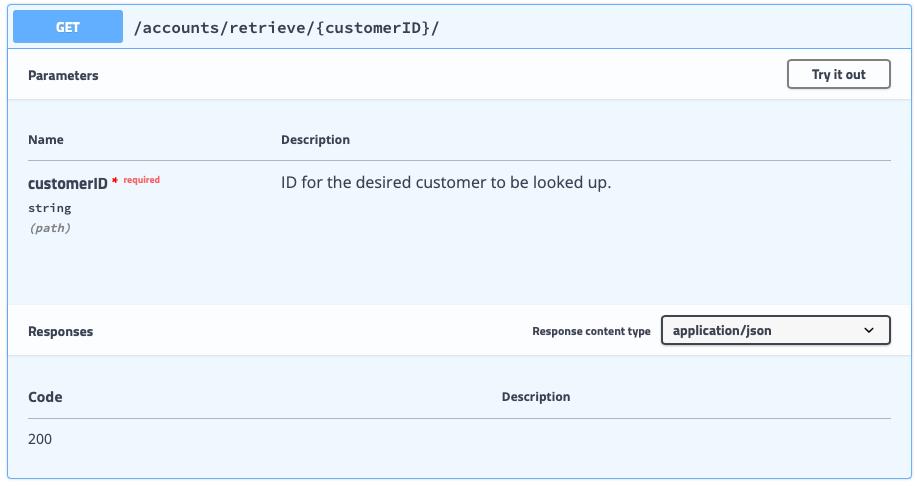 GET /accounts/retrieve/{customerID}/
Parameters Try it out
Name Description
customerID * required ID for the desired customer to be looked up.
string
(path)
Responses Response content type application/json
Code Description
200